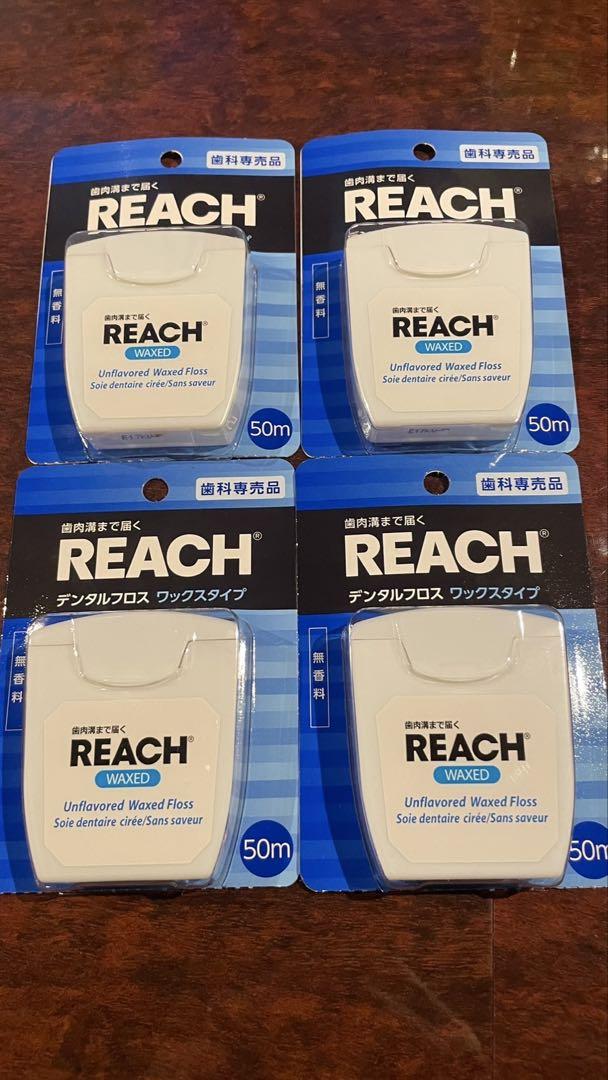 歯科専売品
歯肉溝まで届く
REACH®
無香料
歯肉溝まで届く
REACH®
WAXED
Unflavored Waxed Floss
Soie dentaire cirée/Sans saveur
50m
歯科専売品
歯肉溝まで届く
REACH®
無香料
歯肉溝まで届く
REACH®
WAXED
Unflavored Waxed Floss
Soie dentaire cirée/Sans saveur
50m
歯科専売品
歯肉溝まで届く
REACH®
デンタルフロス ワックスタイプ
無香料
歯肉溝まで届く
REACH®
WAXED
Unflavored Waxed Floss
Soie dentaire cirée/Sans saveur
50m
歯科専売品
歯肉溝まで届く
REACH®
デンタルフロス ワックスタイプ
無香料
歯肉溝まで届く
REACH®
WAXED
Unflavored Waxed Floss
Soie dentaire cirée/Sans saveur
50m